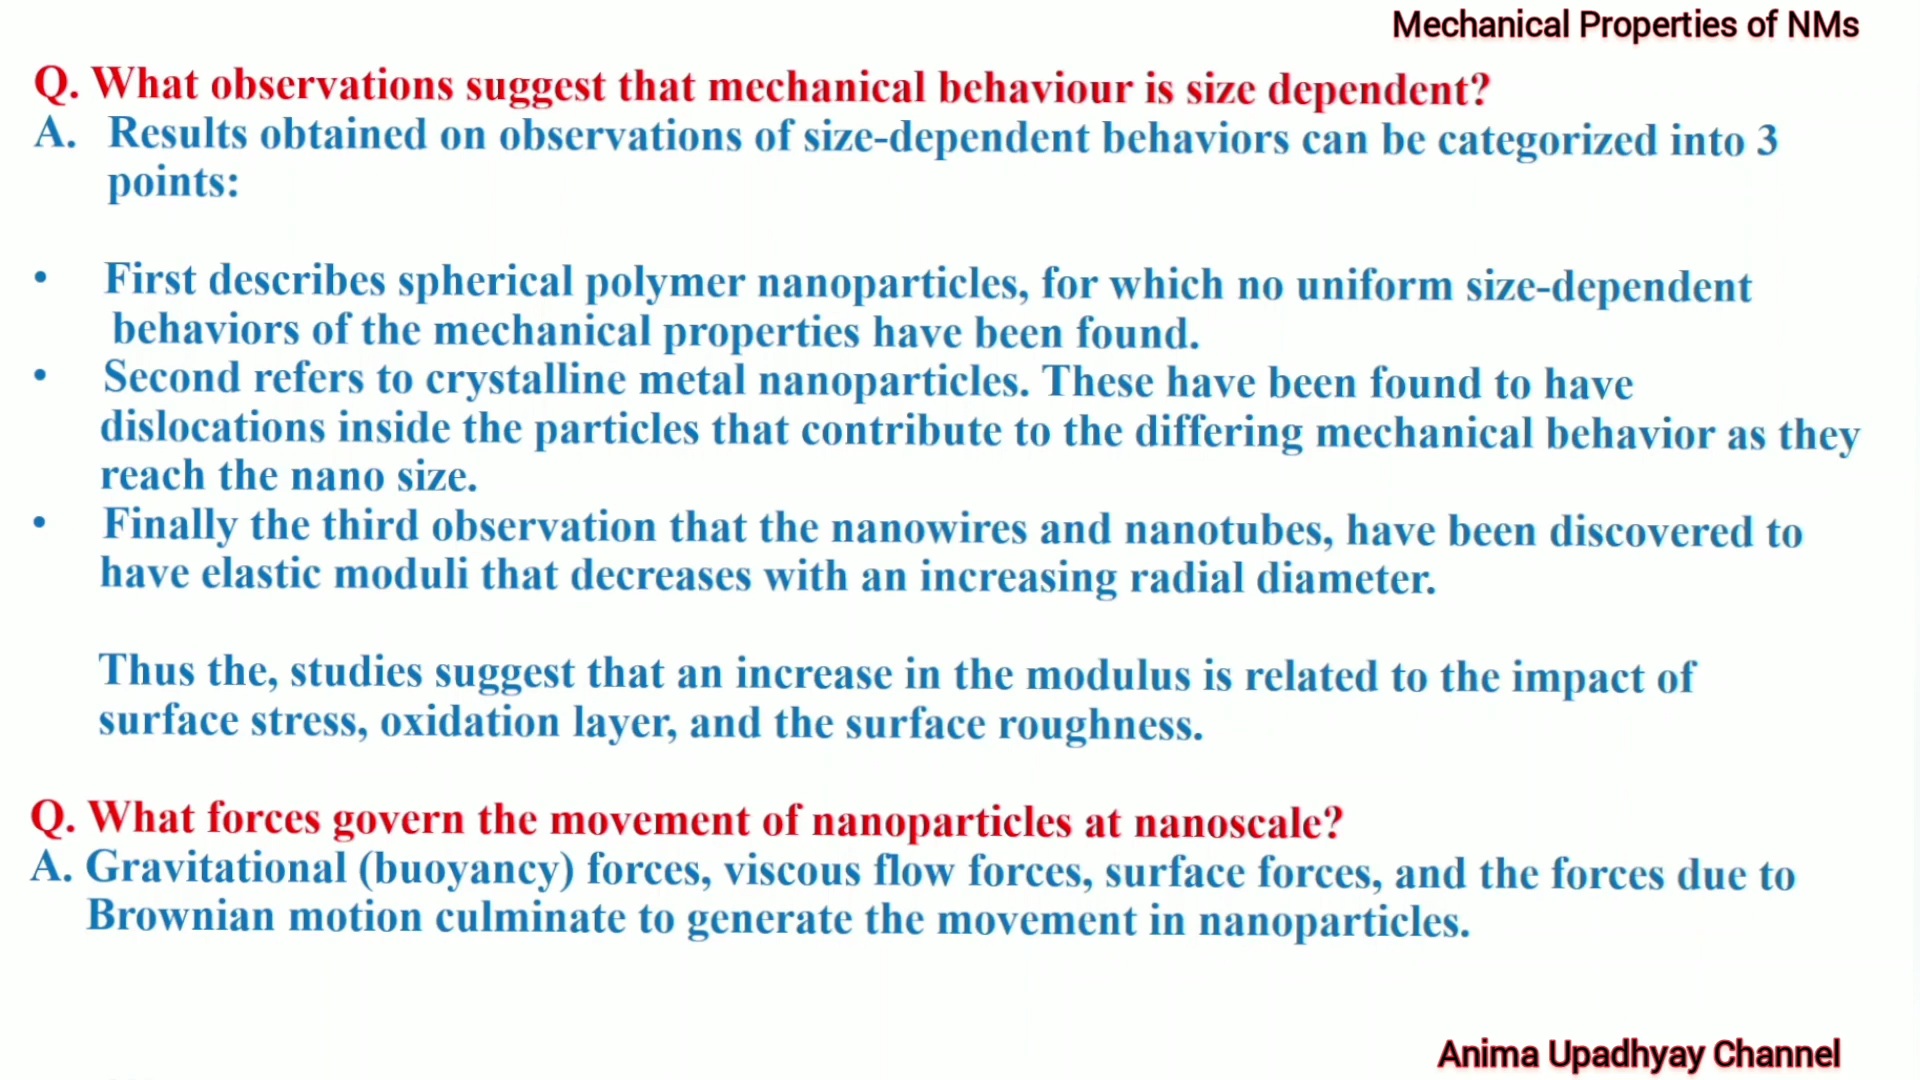 Mechanical Properties of NMs
Q. What observations suggest that mechanical behaviour is size dependent?
A. Results obtained on observations of size-dependent behaviors can be categorized into 3
points:
• First describes spherical polymer nanoparticles, for which no uniform size-dependent
behaviors of the mechanical properties have been found.
• Second refers to crystalline metal nanoparticles. These have been found to have
dislocations inside the particles that contribute to the differing mechanical behavior as they
reach the nano size.
• Finally the third observation that the nanowires and nanotubes, have been discovered to
have elastic moduli that decreases with an increasing radial diameter.
Thus the, studies suggest that an increase in the modulus is related to the impact of
surface stress, oxidation layer, and the surface roughness.
Q. What forces govern the movement of nanoparticles at nanoscale?
A. Gravitational (buoyancy) forces, viscous flow forces, surface forces, and the forces due to
Brownian motion culminate to generate the movement in nanoparticles.
Anima Upadhyay Channel